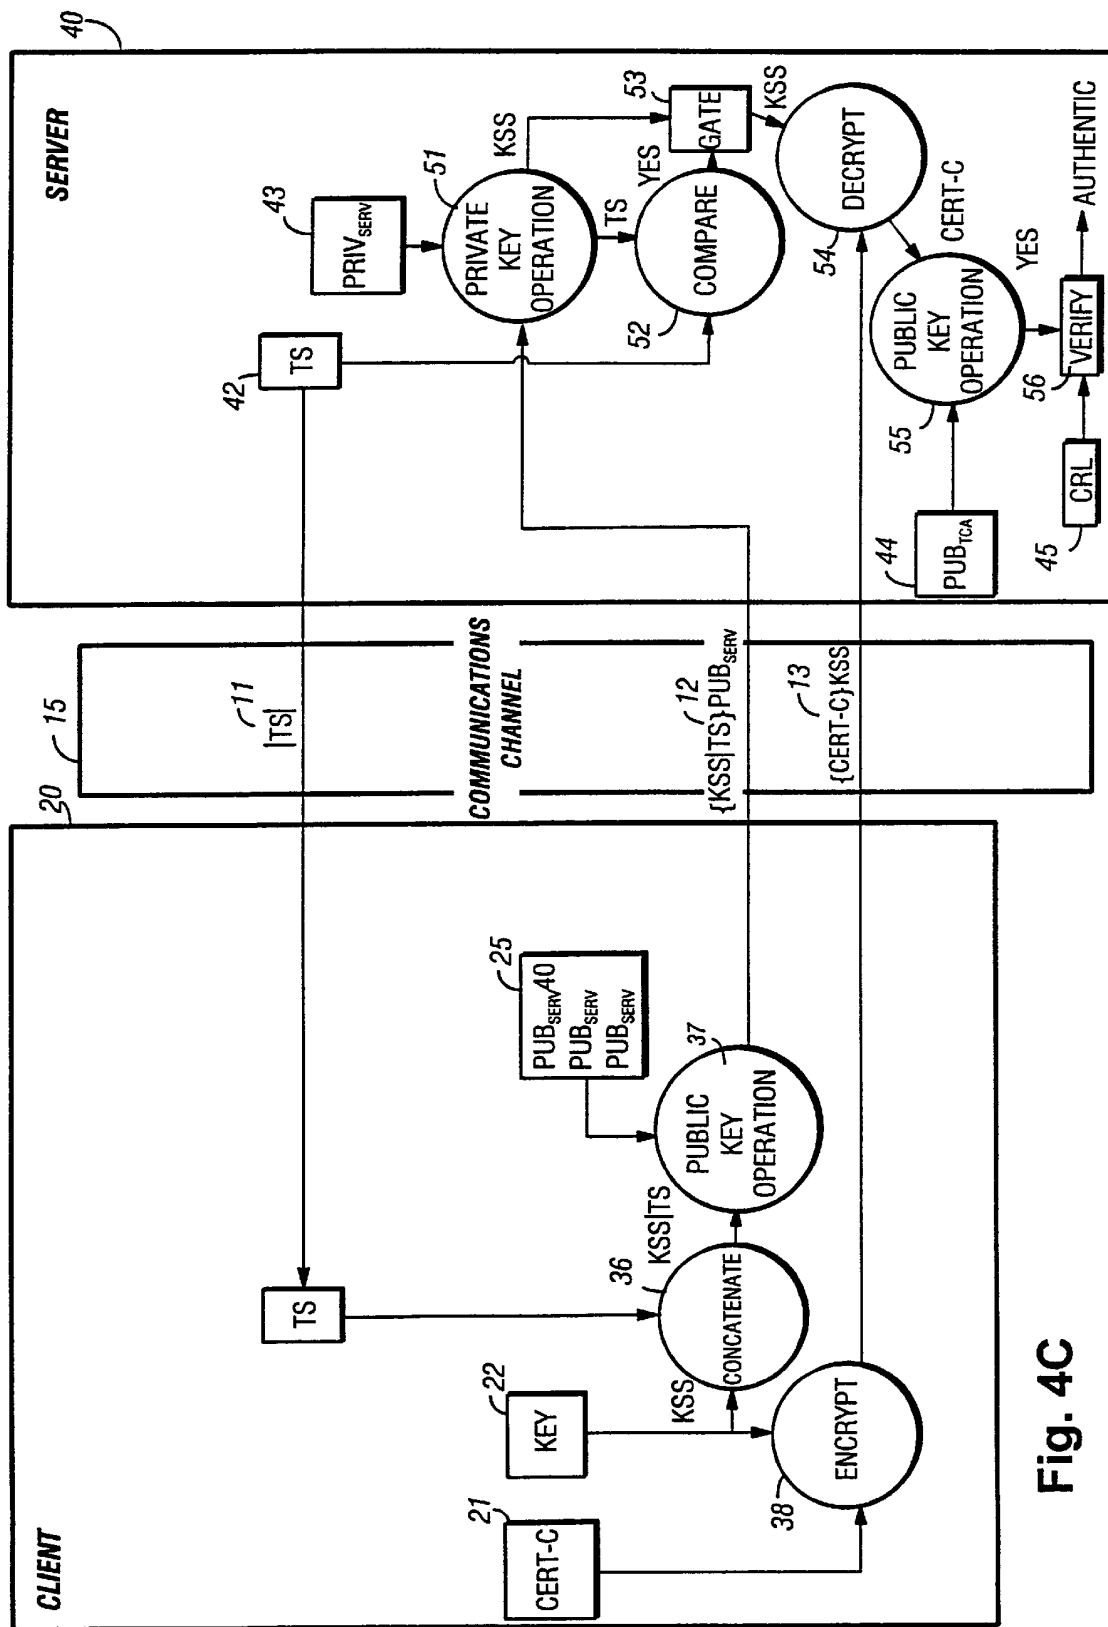 CLIENT
20
15
SERVER
40
CERT-C
21
KEY
22
TS
KSS
CONCATENATE
36
KSS|TS
ENCRYPT
38
PUBLIC
KEY
OPERATION
37
PUBSERV40
PUBSERV
PUBSERV
25
|TS|
11
COMMUNICATIONS
CHANNEL
{KSS|TS}PUBSERV
12
{CERT-C}KSS
13
TS
42
PRIVSERV
43
PRIVATE
KEY
OPERATION
51
KSS
TS
COMPARE
52
YES
GATE
53
KSS
DECRYPT
54
CERT-C
PUBTCA
44
PUBLIC
KEY
OPERATION
55
YES
CRL
45
VERIFY
56
AUTHENTIC
Fig. 4C